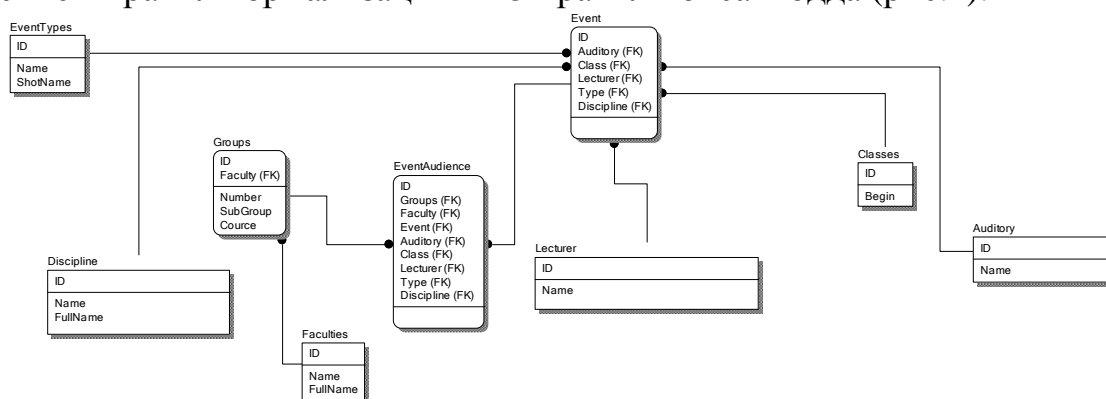 EventTypes
ID
Name
ShotName
Event
ID
Auditory (FK)
Class (FK)
Lecturer (FK)
Type (FK)
Discipline (FK)
Groups
ID
Faculty (FK)
Number
SubGroup
Cource
EventAudience
ID
Groups (FK)
Faculty (FK)
Event (FK)
Auditory (FK)
Class (FK)
Lecturer (FK)
Type (FK)
Discipline (FK)
Classes
ID
Begin
Auditory
ID
Name
Lecturer
ID
Name
Discipline
ID
Name
FullName
Faculties
ID
Name
FullName